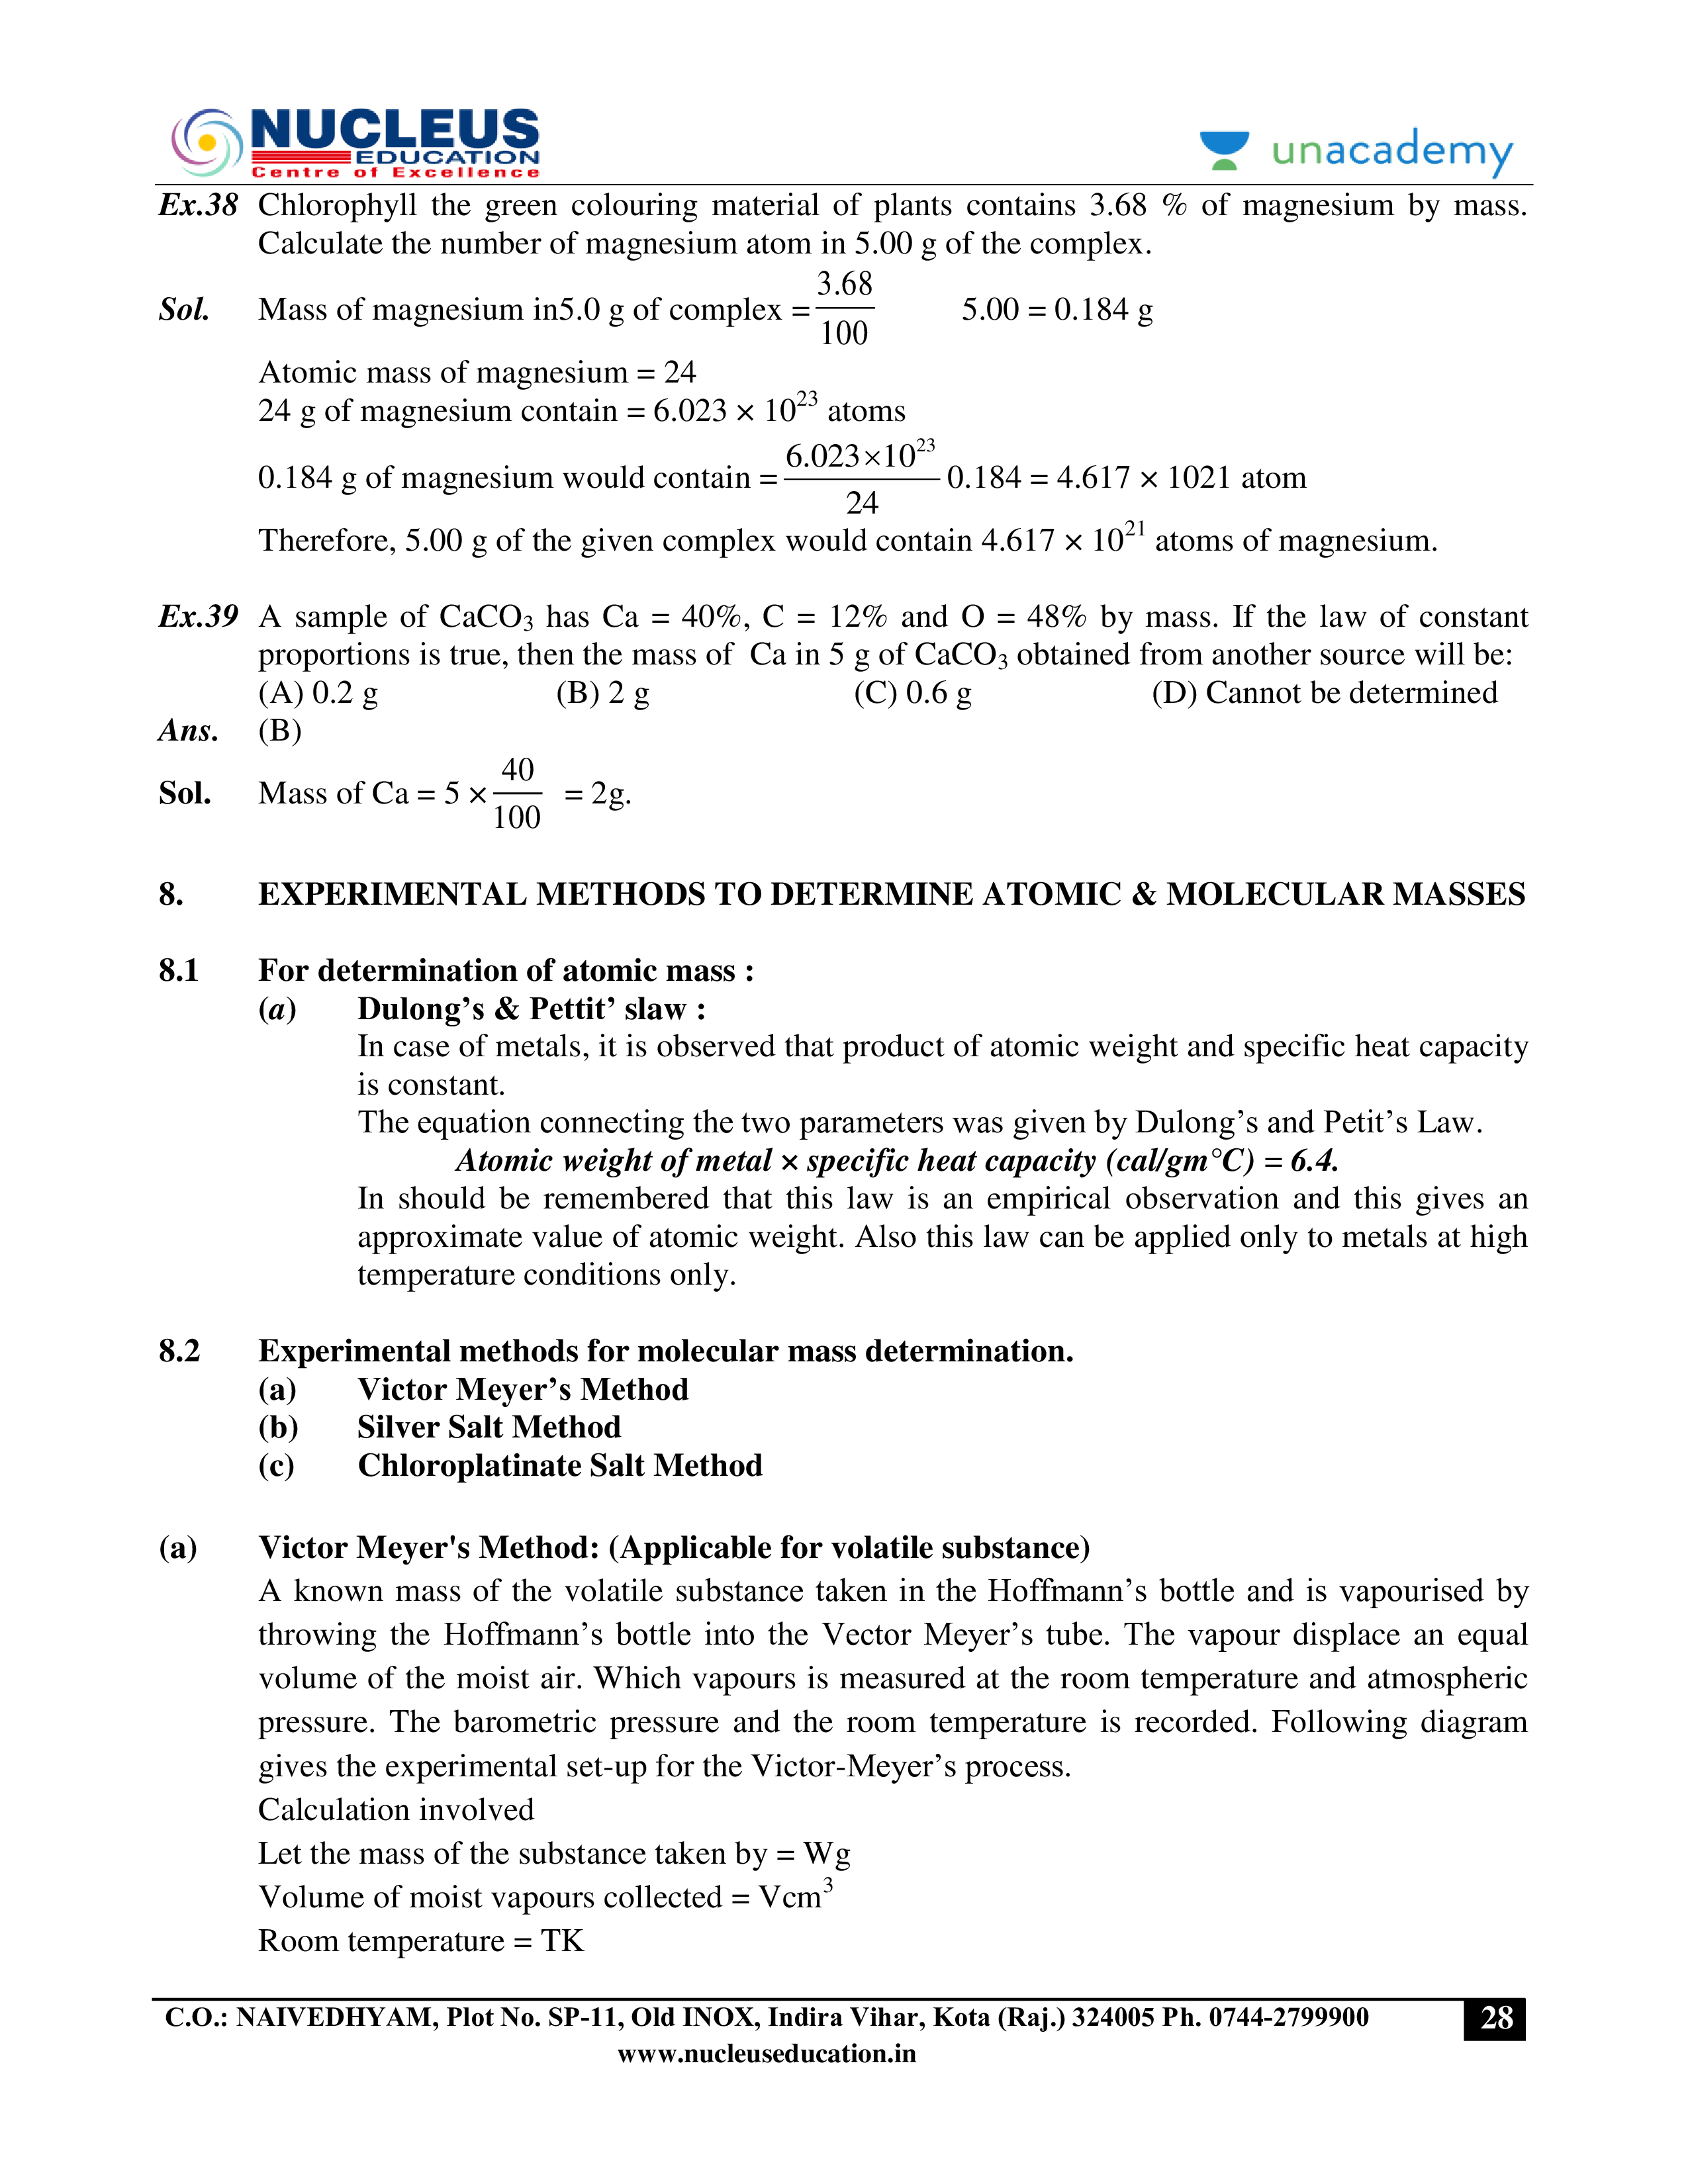 NUCLEUS
EDUCATION
Centre of Excellence
unacademy
Ex.38 Chlorophyll the green colouring material of plants contains 3.68 % of magnesium by mass.
Calculate the number of magnesium atom in 5.00 g of the complex.
Sol. Mass of magnesium in5.0 g of complex = 3.68/100 5.00 = 0.184 g
Atomic mass of magnesium = 24
24 g of magnesium contain = 6.023 × 10²³ atoms
0.184 g of magnesium would contain = 6.023×10²³/24 0.184 = 4.617 × 1021 atom
Therefore, 5.00 g of the given complex would contain 4.617 × 10²¹ atoms of magnesium.
Ex.39 A sample of CaCO₃ has Ca = 40%, C = 12% and O = 48% by mass. If the law of constant
proportions is true, then the mass of Ca in 5 g of CaCO₃ obtained from another source will be:
(A) 0.2 g (B) 2 g (C) 0.6 g (D) Cannot be determined
Ans. (B)
Sol. Mass of Ca = 5 × 40/100 = 2g.
8. EXPERIMENTAL METHODS TO DETERMINE ATOMIC & MOLECULAR MASSES
8.1 For determination of atomic mass :
(a) Dulong’s & Pettit’ slaw :
In case of metals, it is observed that product of atomic weight and specific heat capacity
is constant.
The equation connecting the two parameters was given by Dulong’s and Petit’s Law.
Atomic weight of metal × specific heat capacity (cal/gm°C) = 6.4.
In should be remembered that this law is an empirical observation and this gives an
approximate value of atomic weight. Also this law can be applied only to metals at high
temperature conditions only.
8.2 Experimental methods for molecular mass determination.
(a) Victor Meyer’s Method
(b) Silver Salt Method
(c) Chloroplatinate Salt Method
(a) Victor Meyer's Method: (Applicable for volatile substance)
A known mass of the volatile substance taken in the Hoffmann’s bottle and is vapourised by
throwing the Hoffmann’s bottle into the Vector Meyer’s tube. The vapour displace an equal
volume of the moist air. Which vapours is measured at the room temperature and atmospheric
pressure. The barometric pressure and the room temperature is recorded. Following diagram
gives the experimental set-up for the Victor-Meyer’s process.
Calculation involved
Let the mass of the substance taken by = Wg
Volume of moist vapours collected = Vcm³
Room temperature = TK
C.O.: NAIVEDHYAM, Plot No. SP-11, Old INOX, Indira Vihar, Kota (Raj.) 324005 Ph. 0744-2799900
28
www.nucleuseducation.in